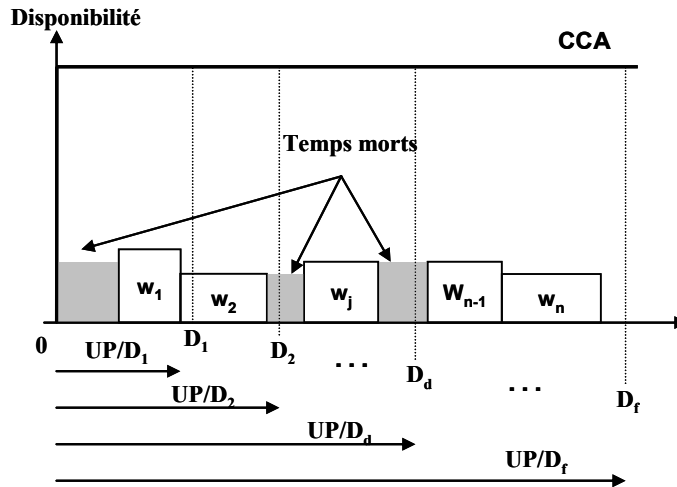 Disponibilité
CCA
Temps morts
w1 w2 wj Wn-1 wn
0 D1 D2 . . . Dd . . . Df
UP/D1
UP/D2
UP/Dd
UP/Df